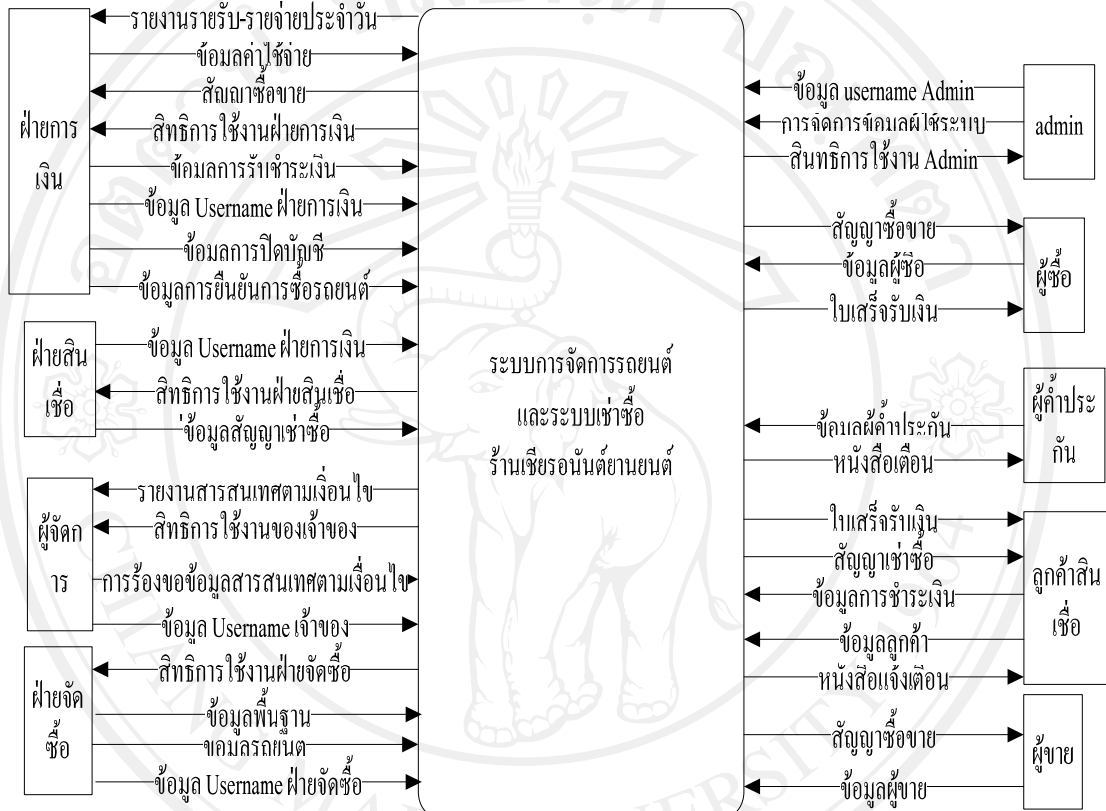 รายงานรายรับ-รายจ่ายประจำวัน
ข้อมูลค่าใช้จ่าย
สัญญาซื้อขาย
สิทธิการใช้งานฝ่ายการเงิน
ข้อมลการรับชำระเงิน
ข้อมูล Username ฝ่ายการเงิน
ข้อมลการปิดบัญชี
ข้อมูลการยืนยันการซื้อรถยนต์
ฝ่ายการ
เงิน
ข้อมูล Username ฝ่ายการเงิน
สิทธิการใช้งานฝ่ายสินเชื่อ
ข้อมูลสัญญาเช่าซื้อ
ฝ่ายสิน
เชื่อ
รายงานสารสนเทศตามเงื่อนไข
สิทธิการใช้งานของเจ้าของ
การร้องขอข้อมูลสารสนเทศตามเงื่อนไข
ข้อมูล Username เจ้าของ
ผู้จัดก
าร
สิทธิการใช้งานฝ่ายจัดซื้อ
ข้อมูลพื้นฐาน
ขอมลรถยนต
ข้อมูล Username ฝ่ายจัดซื้อ
ฝ่ายจัด
ซื้อ
ระบบการจัดการรถยนต์
และระบบเช่าซื้อ
ร้านเชียรอนันต์ยานยนต์
ข้อมูล username Admin
การจัดการข้อมลผู้ใช้ระบบ
สินทธิการใช้งาน Admin
admin
สัญญาซื้อขาย
ข้อมูลผู้ซื้อ
ใบเสร็จรับเงิน
ผู้ซื้อ
ข้อมลผู้ค้ำประกัน
หนังสือเตือน
ผู้ค้ำประ
กัน
ใบเสร็จรับเงิน
สัญญาเช่าซื้อ
ข้อมูลการชำระเงิน
ข้อมูลลูกค้า
หนังสือแจ้งเตือน
ลูกค้าสิน
เชื่อ
สัญญาซื้อขาย
ข้อมูลผู้ขาย
ผู้ขาย